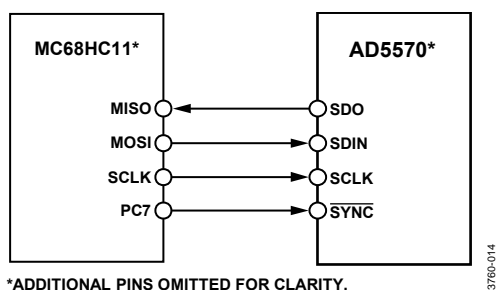 MC68HC11* AD5570*
MISO SDO
MOSI SDIN
SCLK SCLK
PC7 SYNC
*ADDITIONAL PINS OMITTED FOR CLARITY.
3760-014